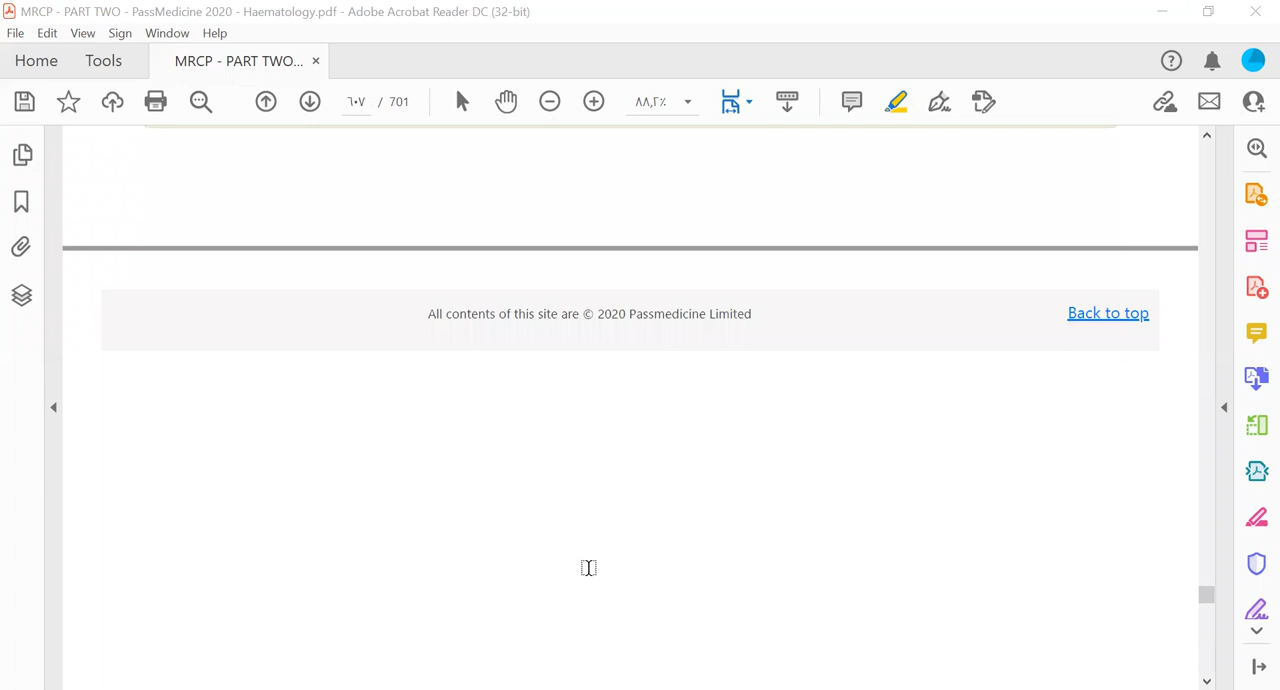 MRCP - PART TWO - PassMedicine 2020 - Haematology.pdf - Adobe Acrobat Reader DC (32-bit)
File Edit View Sign Window Help
Home Tools MRCP - PART TWO... ×
٦٠٧ / 701 ٨٨,٢٪
All contents of this site are © 2020 Passmedicine Limited Back to top